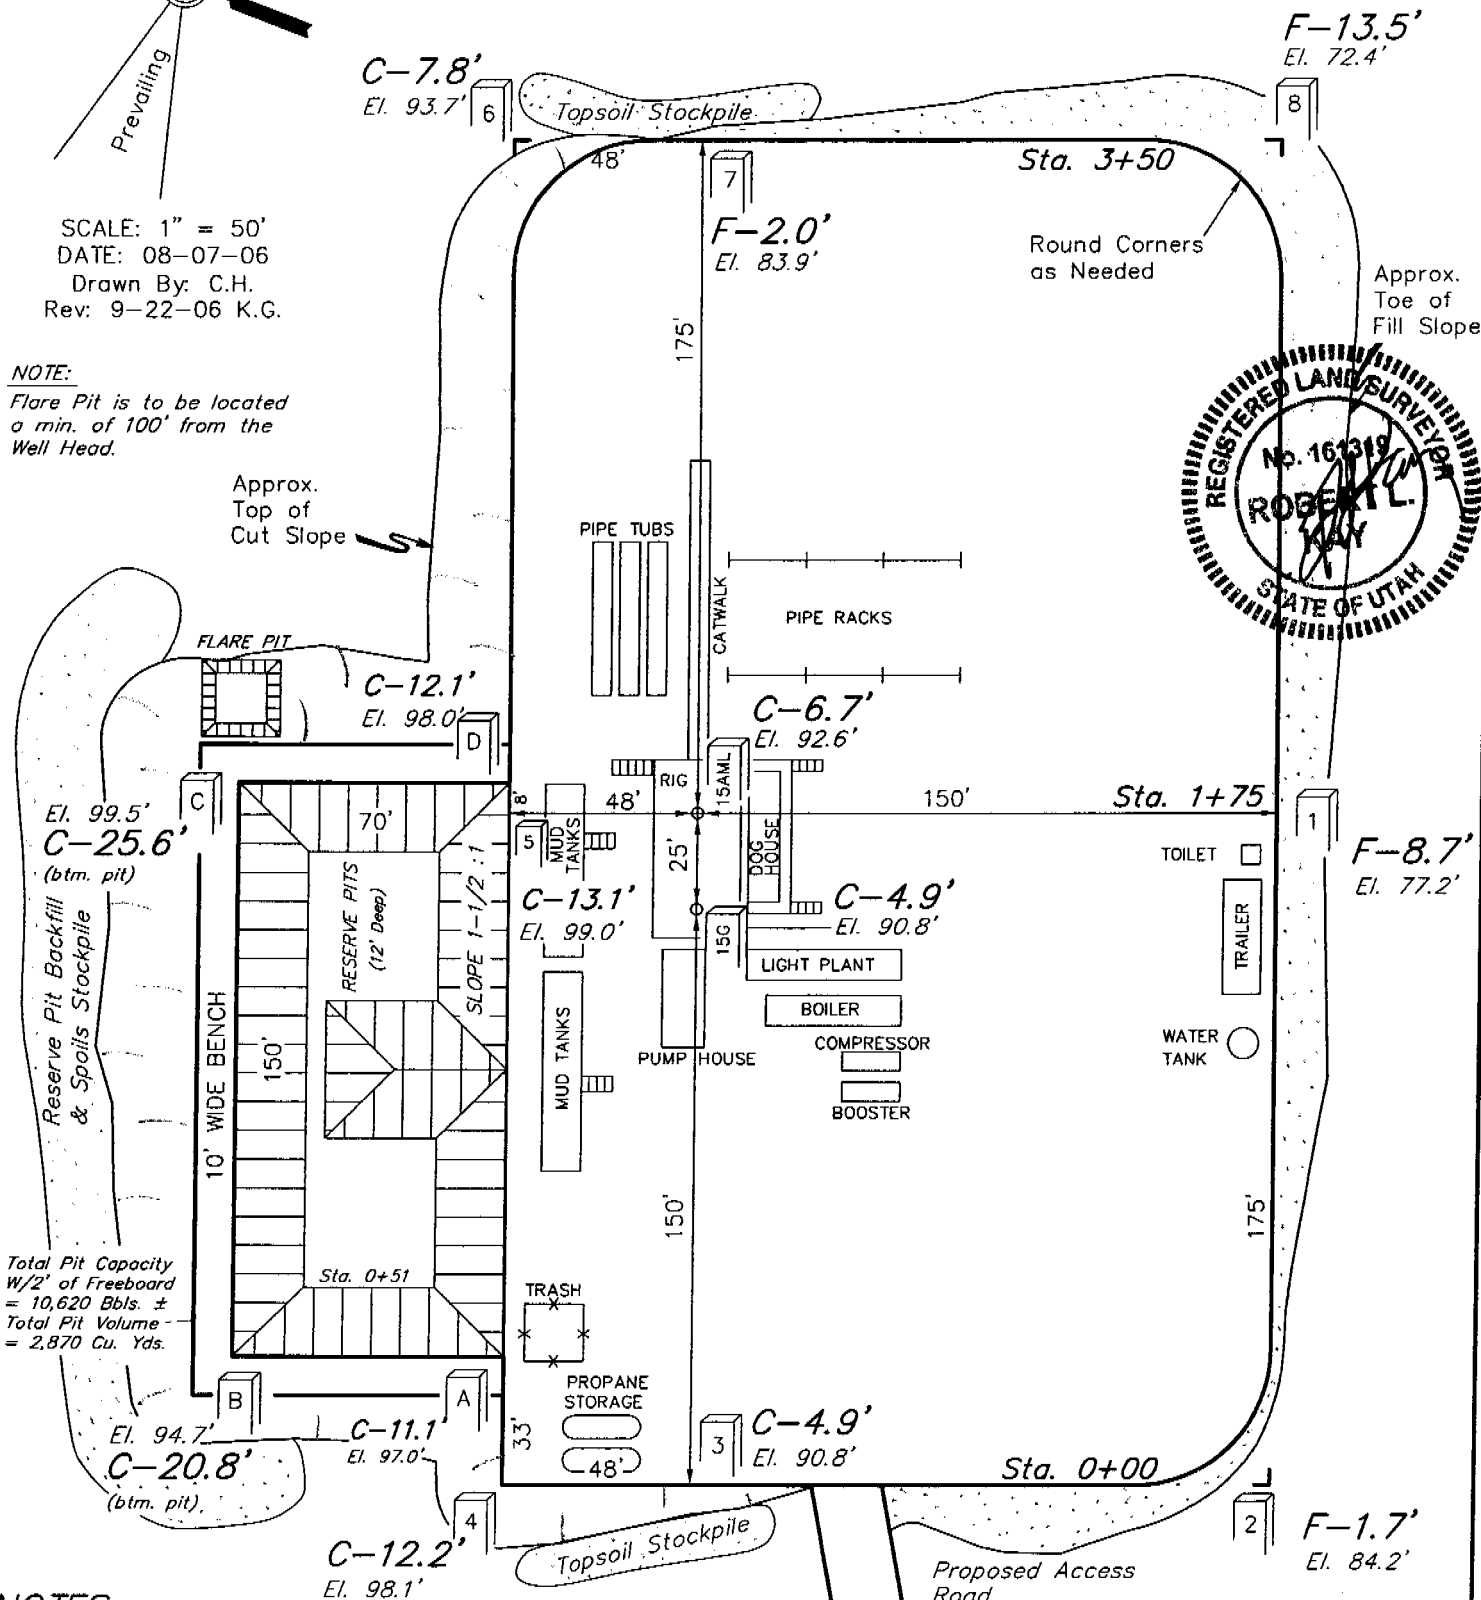 Prevailing
C-7.8'
El. 93.7'
6
Topsoil Stockpile
F-13.5'
El. 72.4'
8
48'
7
Sta. 3+50
F-2.0'
El. 83.9'
Round Corners
as Needed
SCALE: 1" = 50'
DATE: 08-07-06
Drawn By: C.H.
Rev: 9-22-06 K.G.
Approx.
Toe of
Fill Slope
175'
NOTE:
Flare Pit is to be located
a min. of 100' from the
Well Head.
REGISTERED LAND SURVEYOR
No. 161319
ROBERT L.
KAY
STATE OF UTAH
Approx.
Top of
Cut Slope
PIPE TUBS
CATWALK
PIPE RACKS
FLARE PIT
C-12.1'
El. 98.0'
D
C-6.7'
El. 92.6'
RIG
15AML
C
El. 99.5'
C-25.6'
(btm. pit)
70'
8'
48'
150'
Sta. 1+75
1
5
MUD
TANKS
25'
DOG
HOUSE
TOILET
F-8.7'
El. 77.2'
RESERVE PITS
(12' Deep)
SLOPE 1-1/2 :1
C-13.1'
El. 99.0'
C-4.9'
El. 90.8'
15G
TRAILER
LIGHT PLANT
BOILER
Reserve Pit Backfill
& Spoils Stockpile
10' WIDE BENCH
150'
MUD TANKS
PUMP HOUSE
COMPRESSOR
BOOSTER
WATER
TANK
150'
175'
Total Pit Capacity
W/2' of Freeboard
= 10,620 Bbls. ±
Total Pit Volume
= 2,870 Cu. Yds.
Sta. 0+51
TRASH
PROPANE
STORAGE
B
A
El. 94.7'
C-20.8'
(btm. pit)
C-11.1'
El. 97.0'
33'
48'
3
C-4.9'
El. 90.8'
Sta. 0+00
4
C-12.2'
El. 98.1'
Topsoil Stockpile
2
F-1.7'
El. 84.2'
Proposed Access
Road
NOTES